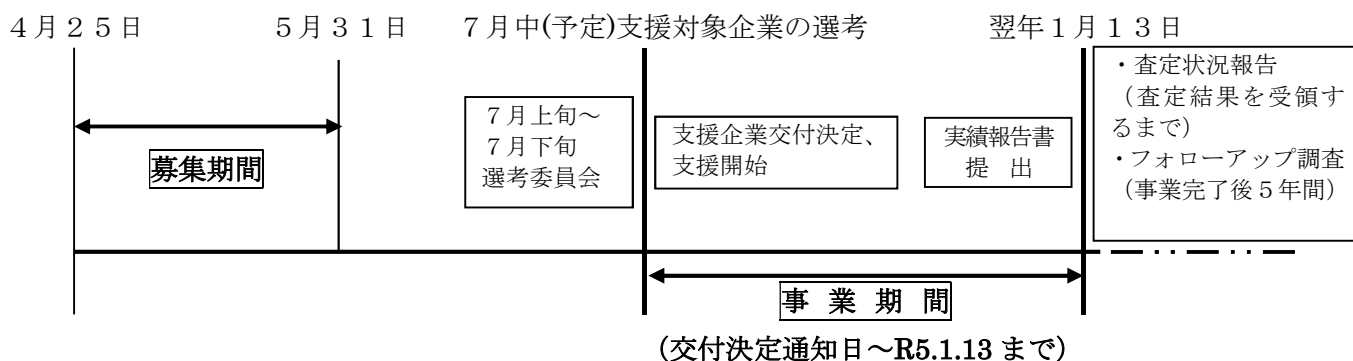 4月25日 5月31日 7月中(予定)支援対象企業の選考 翌年1月13日
募集期間
7月上旬～
7月下旬
選考委員会
支援企業交付決定、
支援開始
実績報告書
提 出
・査定状況報告
（査定結果を受領す
るまで）
・フォローアップ調査
（事業完了後5年間）
事 業 期 間
（交付決定通知日～R5.1.13 まで）